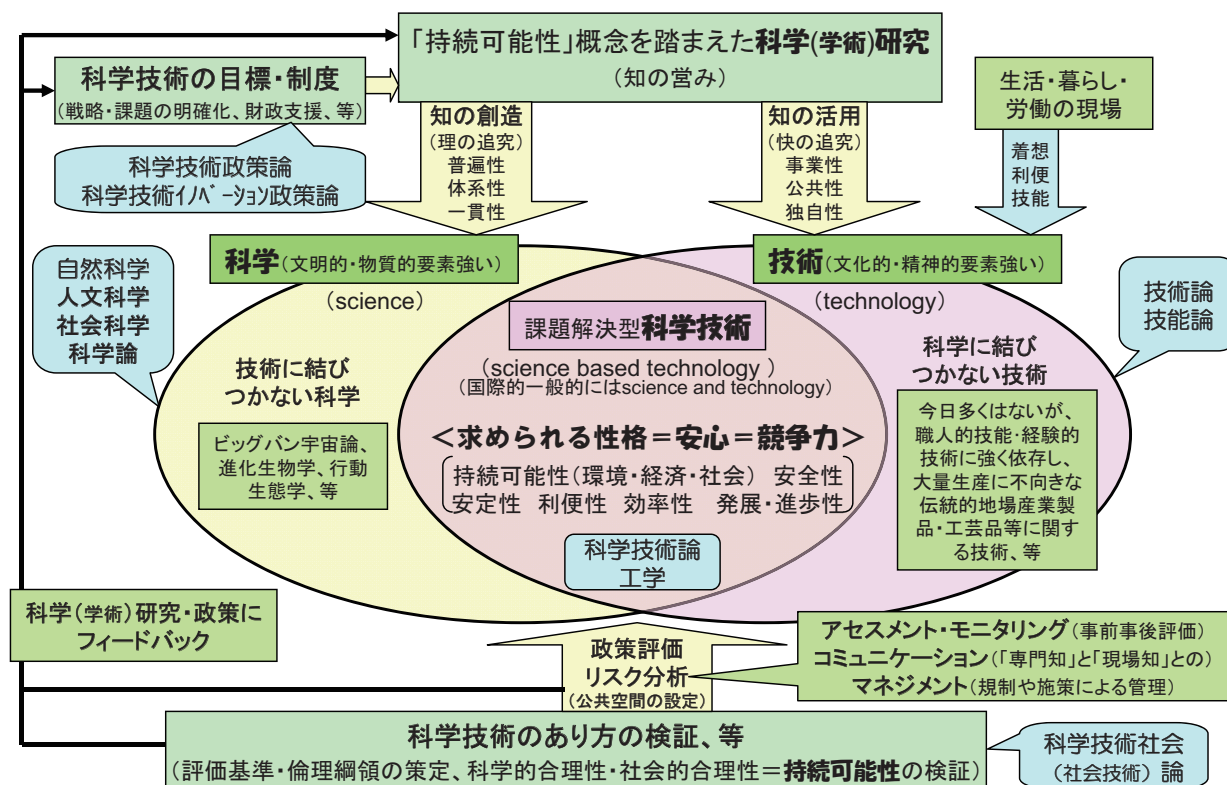 「持続可能性」概念を踏まえた科学(学術)研究
(知の営み)
科学技術の目標・制度
(戦略・課題の明確化、財政支援、等)
科学技術政策論
科学技術ｲﾉﾍﾞｰｼｮﾝ政策論
知の創造
(理の追究)
普遍性
体系性
一貫性
知の活用
(快の追究)
事業性
公共性
独自性
生活・暮らし・
労働の現場
着想
利便
技能
科学(文明的・物質的要素強い)
(science)
技術(文化的・精神的要素強い)
(technology)
自然科学
人文科学
社会科学
科学論
技術論
技能論
課題解決型科学技術
(science based technology )
(国際的一般的にはscience and technology)
技術に結び
つかない科学
ビッグバン宇宙論、
進化生物学、行動
生態学、等
科学に結び
つかない技術
今日多くはないが、
職人的技能・経験的
技術に強く依存し、
大量生産に不向きな
伝統的地場産業製
品・工芸品等に関す
る技術、等
＜求められる性格＝安心＝競争力＞
持続可能性(環境・経済・社会) 安全性
安定性 利便性 効率性 発展・進歩性
科学技術論
工学
科学(学術)研究・政策に
フィードバック
政策評価
リスク分析
(公共空間の設定)
アセスメント・モニタリング(事前事後評価)
コミュニケーション(「専門知」と「現場知」との)
マネジメント(規制や施策による管理)
科学技術のあり方の検証、等
(評価基準・倫理綱領の策定、科学的合理性・社会的合理性＝持続可能性の検証)
科学技術社会
(社会技術) 論